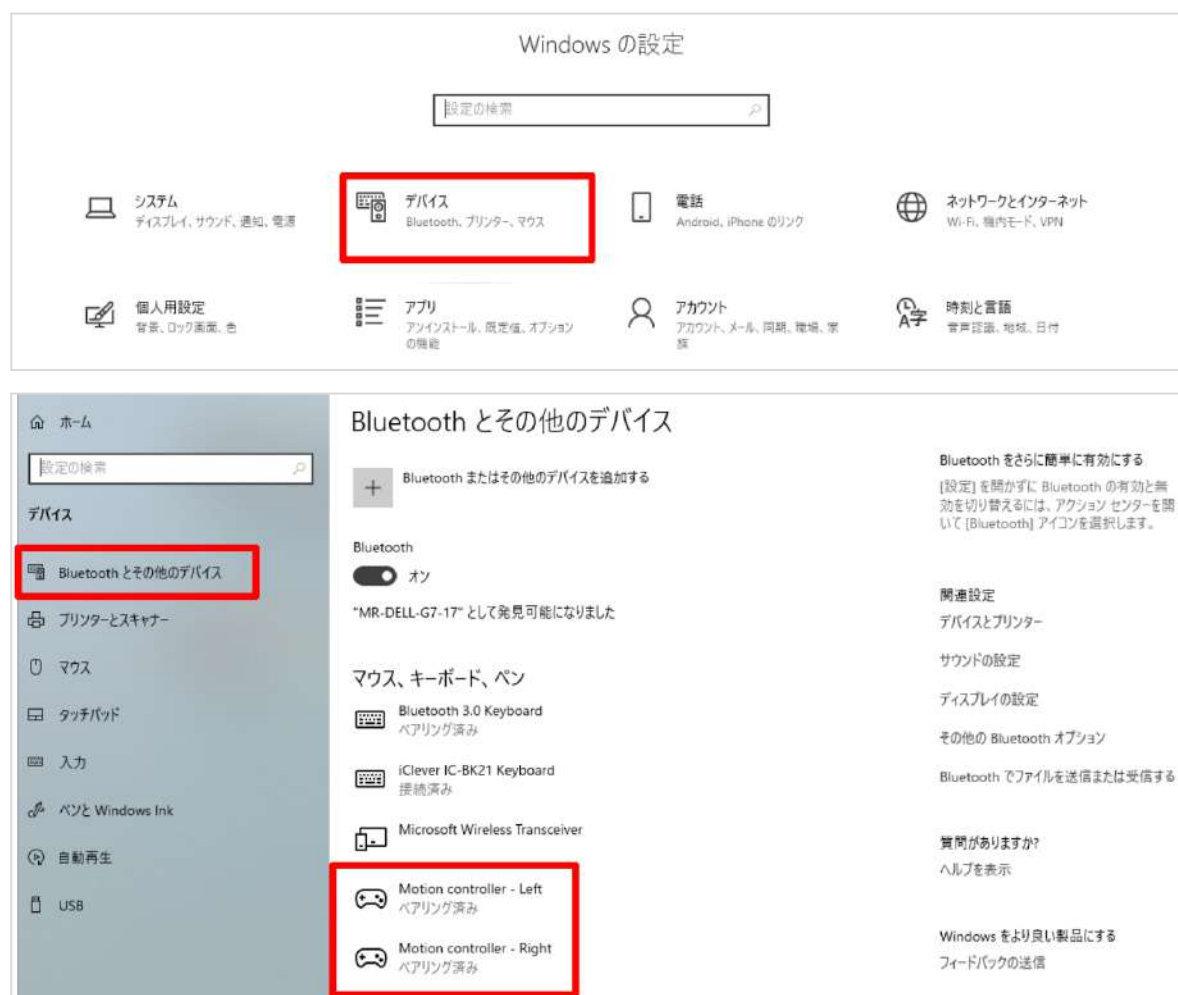 Windows の設定
設定の検索
システム
ディスプレイ、サウンド、通知、電源
デバイス
Bluetooth、プリンター、マウス
電話
Android、iPhone のリンク
ネットワークとインターネット
Wi-Fi、機内モード、VPN
個人用設定
背景、ロック画面、色
アプリ
アンインストール、既定値、オプション
の機能
アカウント
アカウント、メール、同期、職場、家
族
時刻と言語
音声認識、地域、日付
ホーム
設定の検索
デバイス
Bluetooth とその他のデバイス
プリンターとスキャナー
マウス
タッチパッド
入力
ペンと Windows Ink
自動再生
USB
Bluetooth とその他のデバイス
Bluetooth またはその他のデバイスを追加する
Bluetooth
オン
"MR-DELL-G7-17" として発見可能になりました
マウス、キーボード、ペン
Bluetooth 3.0 Keyboard
ペアリング済み
iClever IC-BK21 Keyboard
接続済み
Microsoft Wireless Transceiver
Motion controller - Left
ペアリング済み
Motion controller - Right
ペアリング済み
Bluetooth をさらに簡単に有効にする
[設定] を開かずに Bluetooth の有効と無
効を切り替えるには、アクション センターを開
いて [Bluetooth] アイコンを選択します。
関連設定
デバイスとプリンター
サウンドの設定
ディスプレイの設定
その他の Bluetooth オプション
Bluetooth でファイルを送信または受信する
質問がありますか?
ヘルプを表示
Windows をより良い製品にする
フィードバックの送信